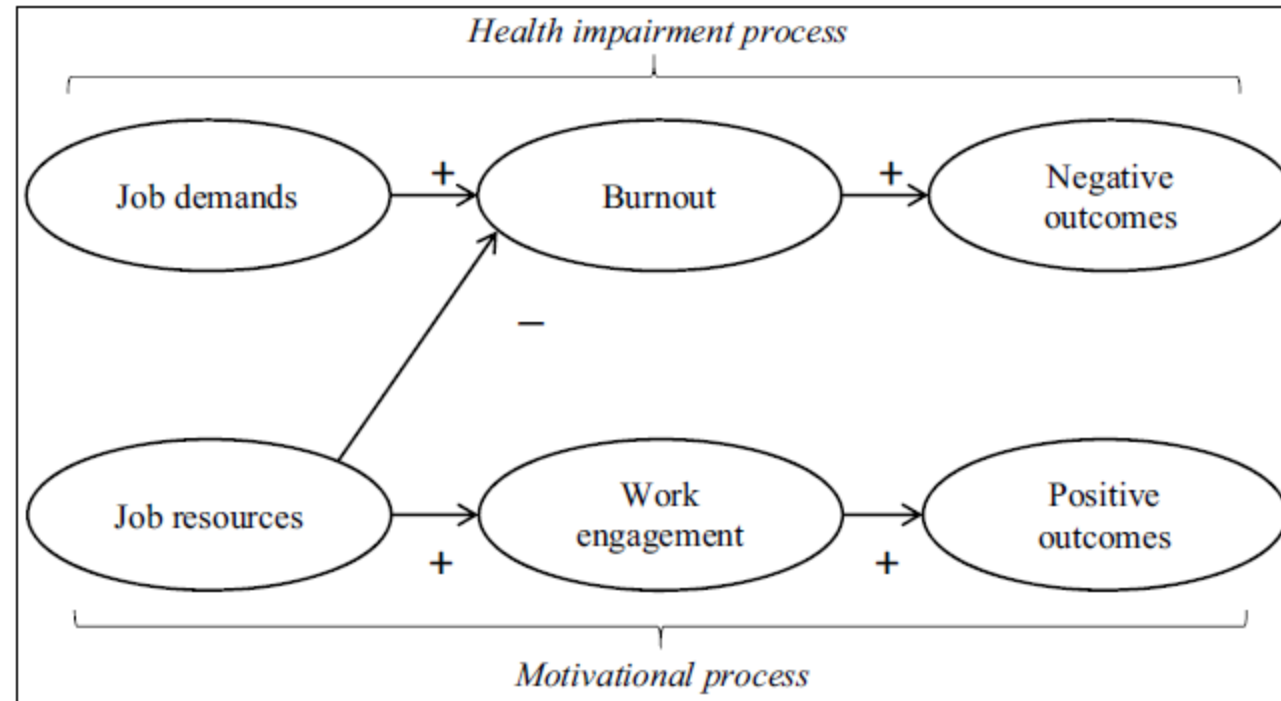 Health impairment process
Job demands
+
Burnout
+
Negative
outcomes
−
Job resources
+
Work
engagement
+
Positive
outcomes
Motivational process